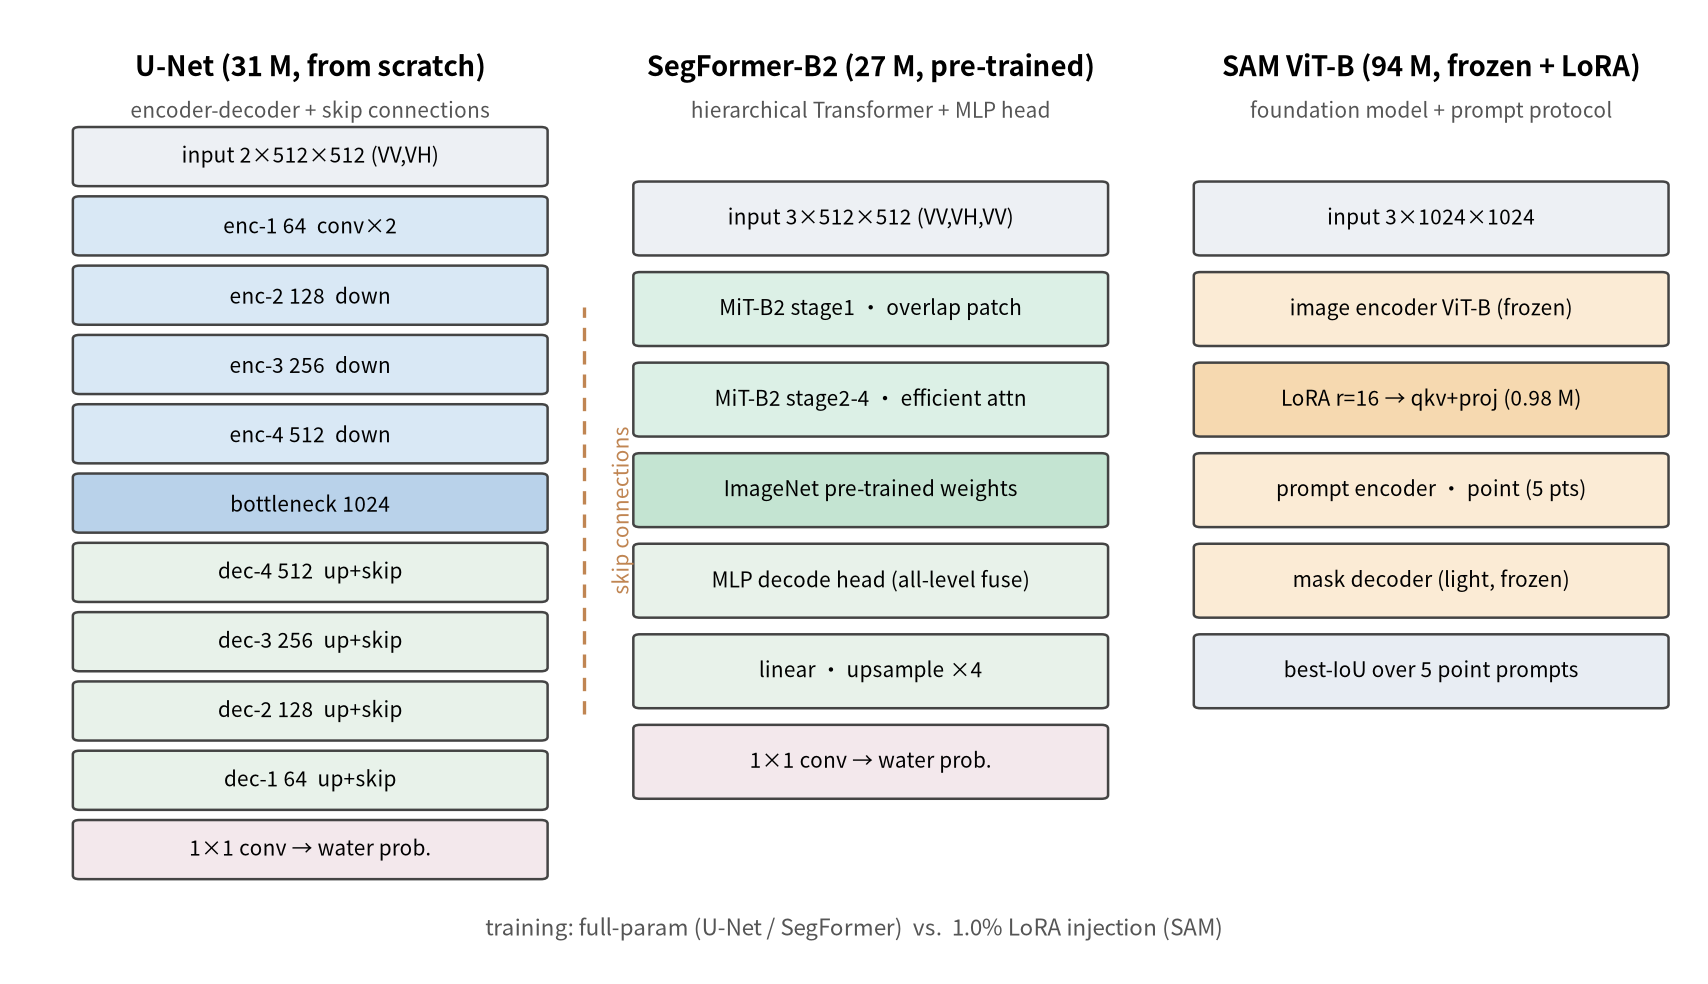 U-Net (31 M, from scratch)
encoder-decoder + skip connections
input 2×512×512 (VV,VH)
enc-1 64 conv×2
enc-2 128 down
enc-3 256 down
enc-4 512 down
bottleneck 1024
dec-4 512 up+skip
dec-3 256 up+skip
dec-2 128 up+skip
dec-1 64 up+skip
1×1 conv → water prob.
skip connections
SegFormer-B2 (27 M, pre-trained)
hierarchical Transformer + MLP head
input 3×512×512 (VV,VH,VV)
MiT-B2 stage1 · overlap patch
MiT-B2 stage2-4 · efficient attn
ImageNet pre-trained weights
MLP decode head (all-level fuse)
linear · upsample ×4
1×1 conv → water prob.
SAM ViT-B (94 M, frozen + LoRA)
foundation model + prompt protocol
input 3×1024×1024
image encoder ViT-B (frozen)
LoRA r=16 → qkv+proj (0.98 M)
prompt encoder · point (5 pts)
mask decoder (light, frozen)
best-IoU over 5 point prompts
training: full-param (U-Net / SegFormer) vs. 1.0% LoRA injection (SAM)